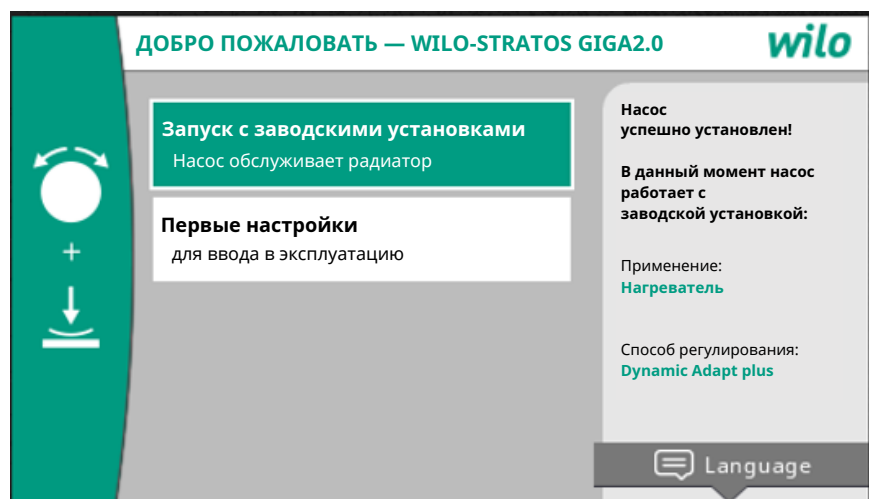 ДОБРО ПОЖАЛОВАТЬ — WILO-STRATOS GIGA2.0
wilo
Запуск с заводскими установками
Насос обслуживает радиатор
Первые настройки
для ввода в эксплуатацию
+
Насос
успешно установлен!
В данный момент насос
работает с
заводской установкой:
Применение:
Нагреватель
Способ регулирования:
Dynamic Adapt plus
Language